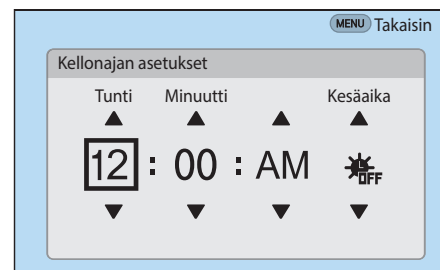 MENU Takaisin
Kellonajan asetukset
Tunti Minuutti Kesäaika
12 : 00 : AM OFF